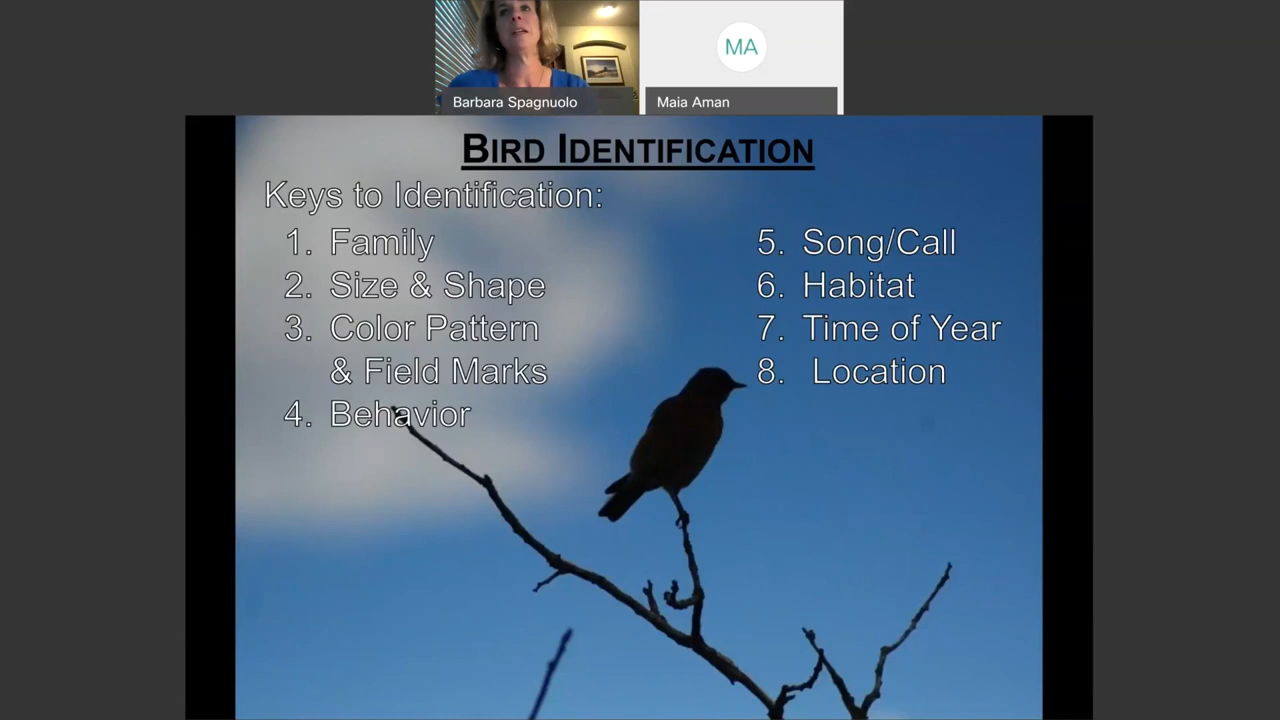 MA
Barbara Spagnuolo
Maia Aman
BIRD IDENTIFICATION
Keys to Identification:
1. Family
2. Size & Shape
3. Color Pattern
& Field Marks
4. Behavior
5. Song/Call
6. Habitat
7. Time of Year
8. Location